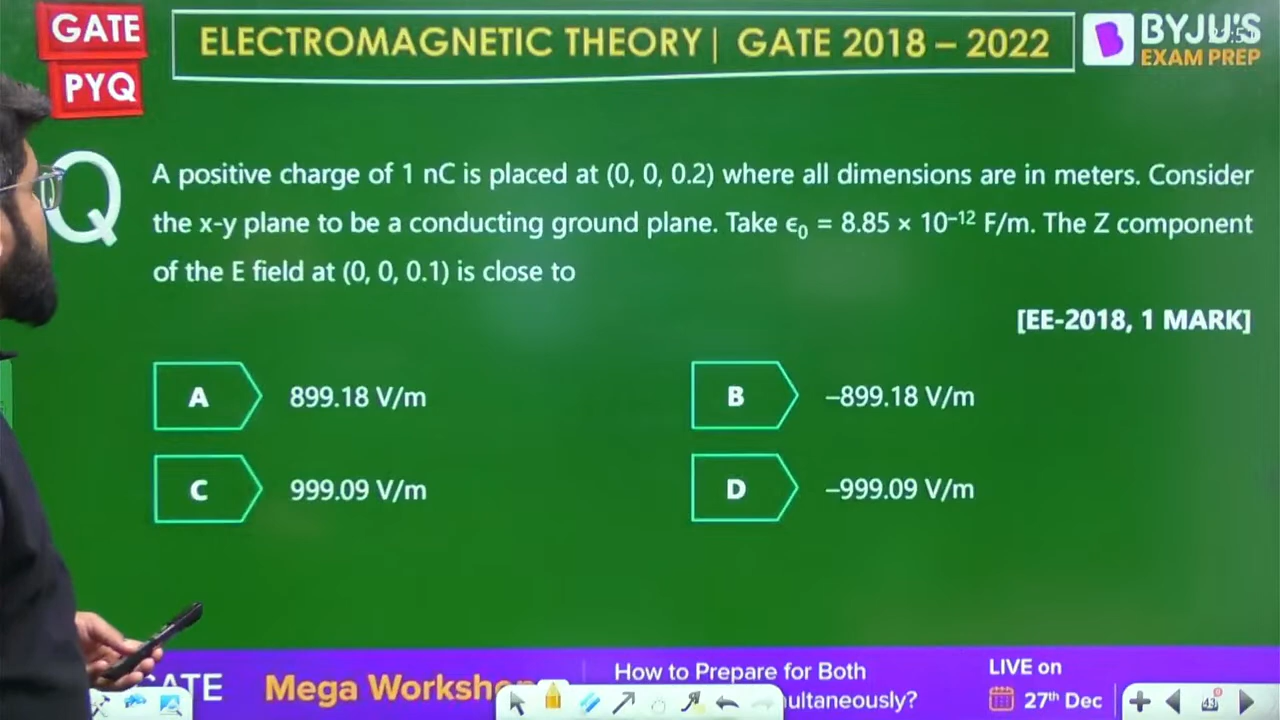 GATE
PYQ
ELECTROMAGNETIC THEORY | GATE 2018 – 2022
BYJU'S
EXAM PREP
Q
A positive charge of 1 nC is placed at (0, 0, 0.2) where all dimensions are in meters. Consider
the x-y plane to be a conducting ground plane. Take ϵ₀ = 8.85 × 10⁻¹² F/m. The Z component
of the E field at (0, 0, 0.1) is close to
[EE-2018, 1 MARK]
A 899.18 V/m
B –899.18 V/m
C 999.09 V/m
D –999.09 V/m
GATE Mega
How to Prepare for Both
LIVE on
27th Dec
43